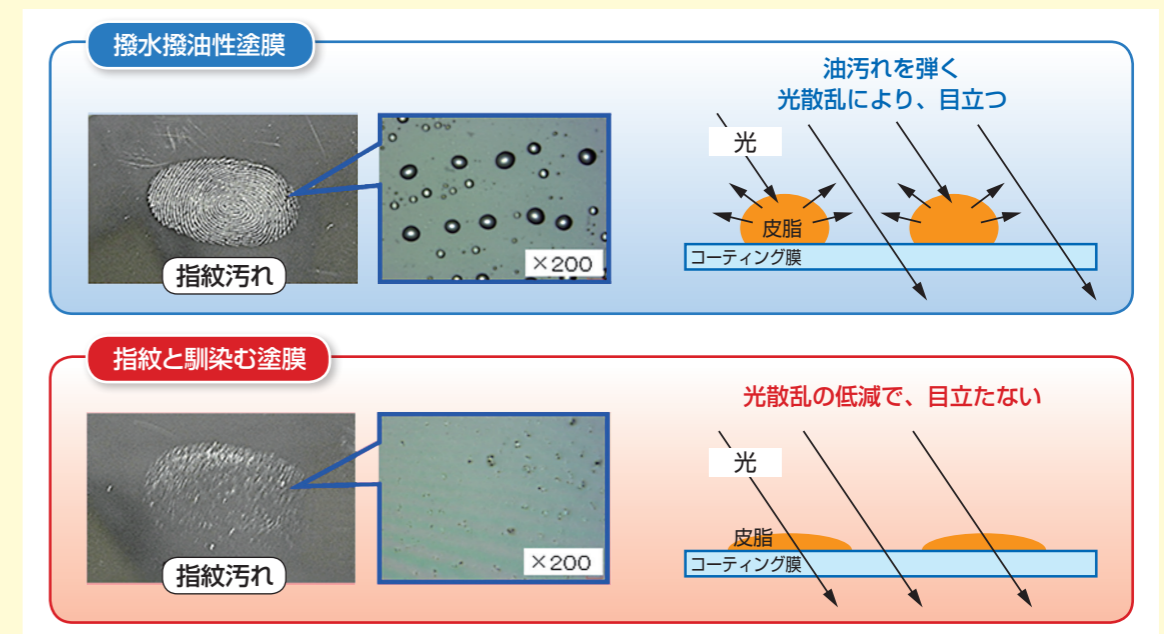 撥水撥油性塗膜
油汚れを弾く
光散乱により、目立つ
光
皮脂
コーティング膜
×200
指紋汚れ
指紋と馴染む塗膜
光散乱の低減で、目立たない
光
皮脂
コーティング膜
×200
指紋汚れ